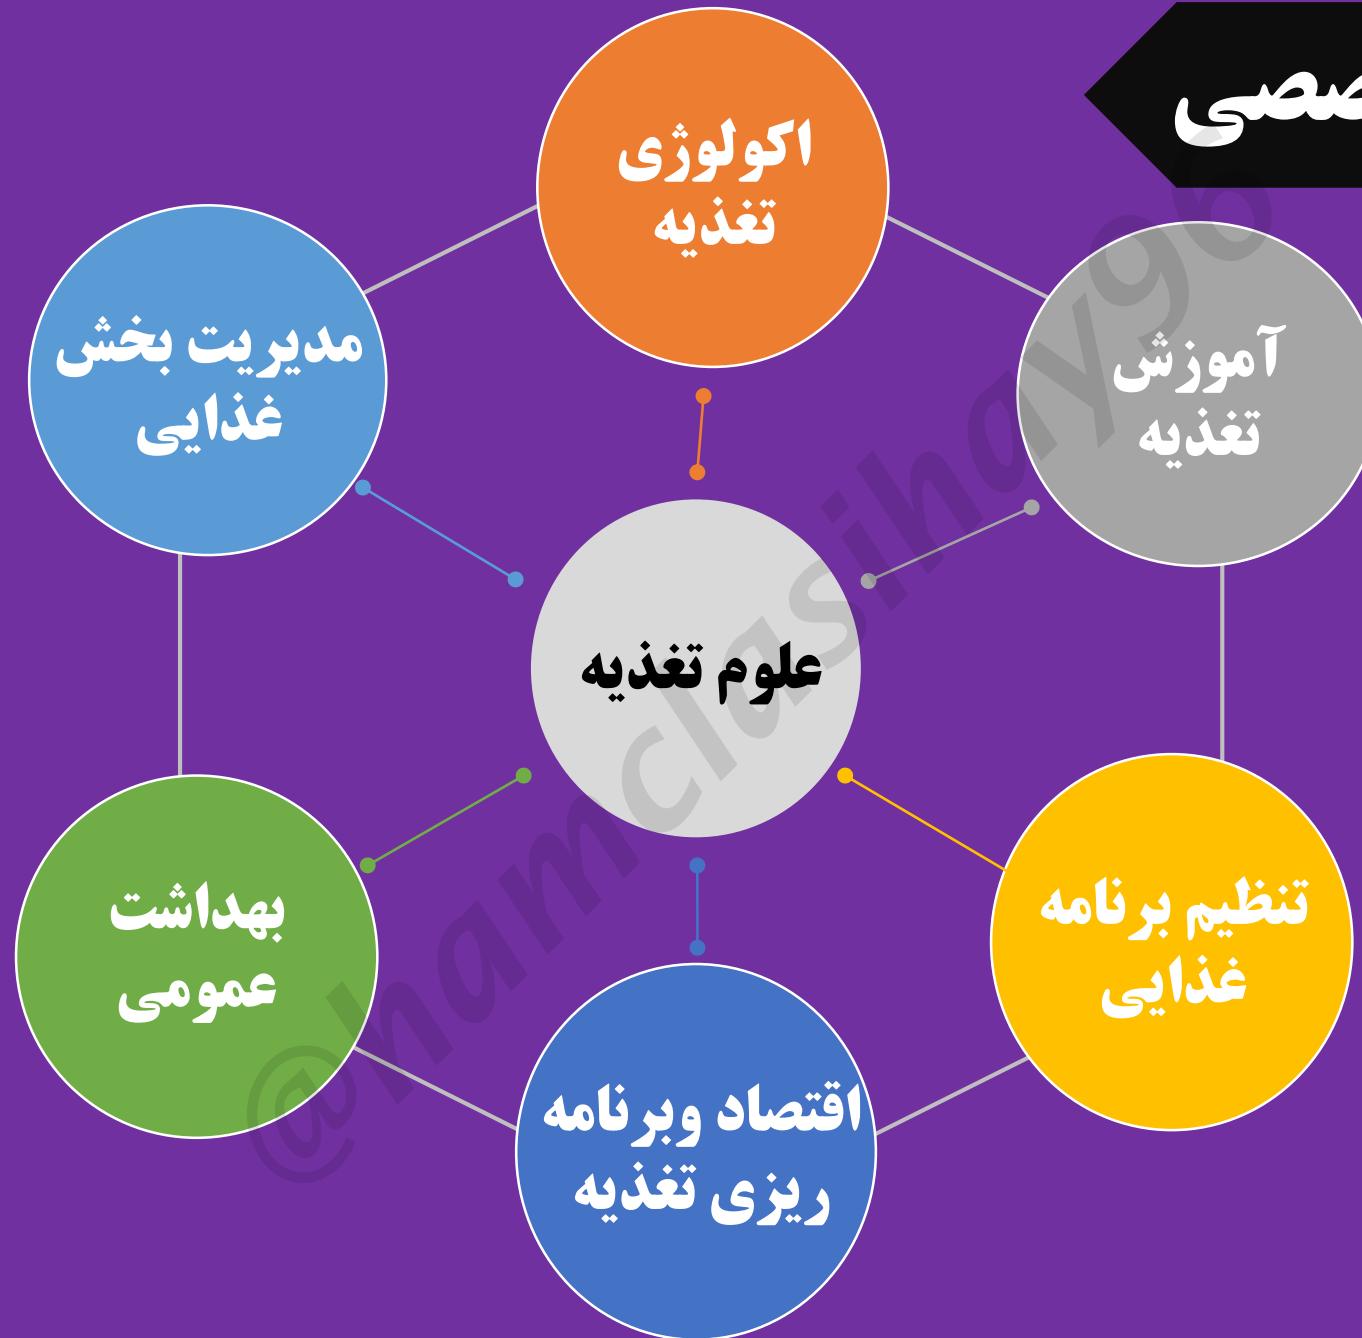 صصی
اکولوژی
تغذیه
آموزش
تغذیه
مدیریت بخش
غذایی
علوم تغذیه
تنظیم برنامه
غذایی
بهداشت
عمومی
اقتصاد وبرنامه
ریزی تغذیه
@hamclasihay96